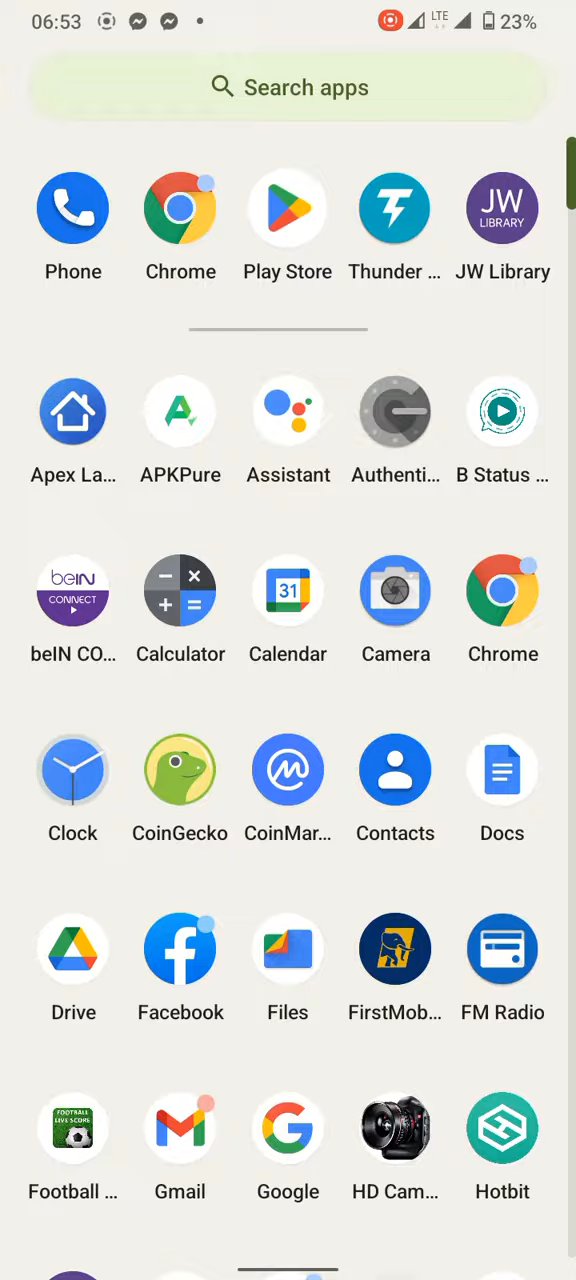 06:53 LTE 23%
Search apps
JW LIBRARY
Phone Chrome Play Store Thunder ... JW Library
Apex La... APKPure Assistant Authenti... B Status ...
beIN
CONNECT
31
beIN CO... Calculator Calendar Camera Chrome
Clock CoinGecko CoinMar... Contacts Docs
Drive Facebook Files FirstMob... FM Radio
FOOTBALL
LIVE SCORE
Football ... Gmail Google HD Cam... Hotbit